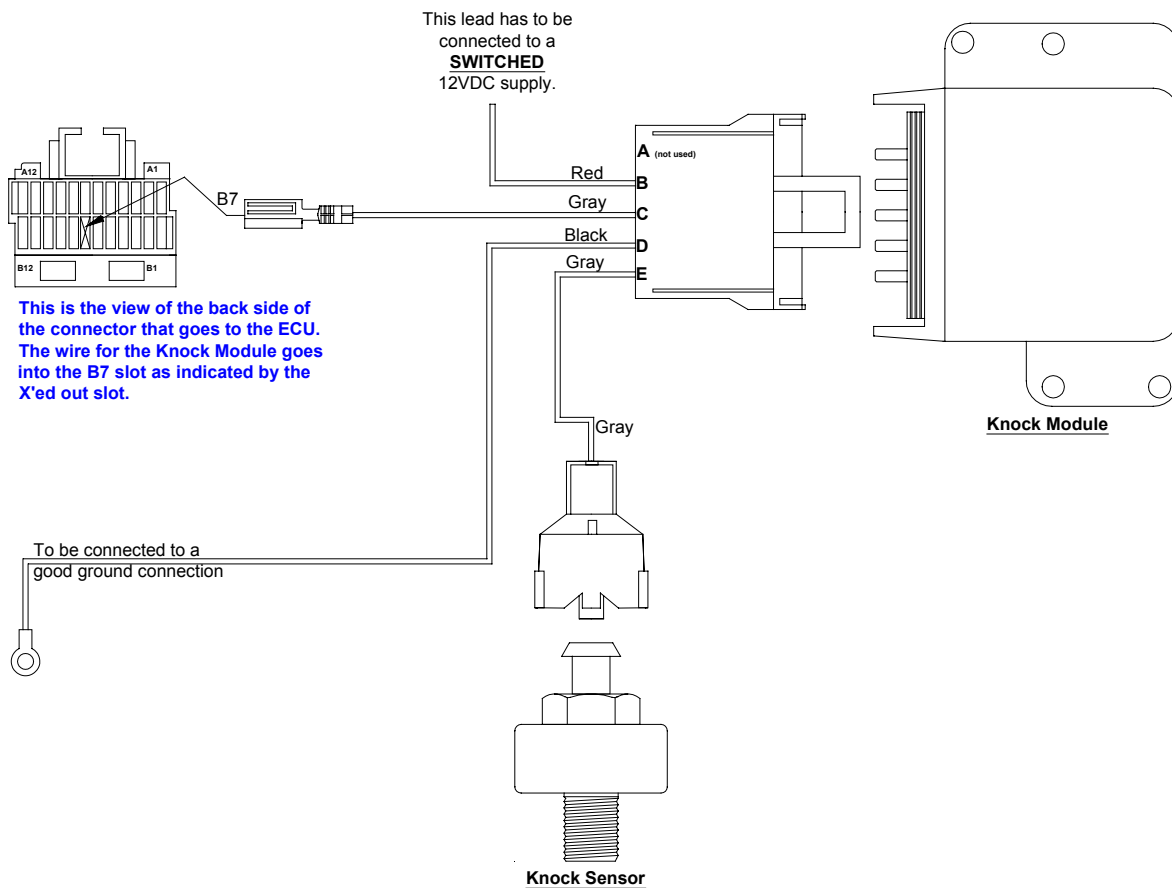 This lead has to be
connected to a
SWITCHED
12VDC supply.
A12
A1
B7
B12
B1
This is the view of the back side of
the connector that goes to the ECU.
The wire for the Knock Module goes
into the B7 slot as indicated by the
X'ed out slot.
A (not used)
Red
B
Gray
C
Black
D
Gray
E
Knock Module
Gray
To be connected to a
good ground connection
Knock Sensor